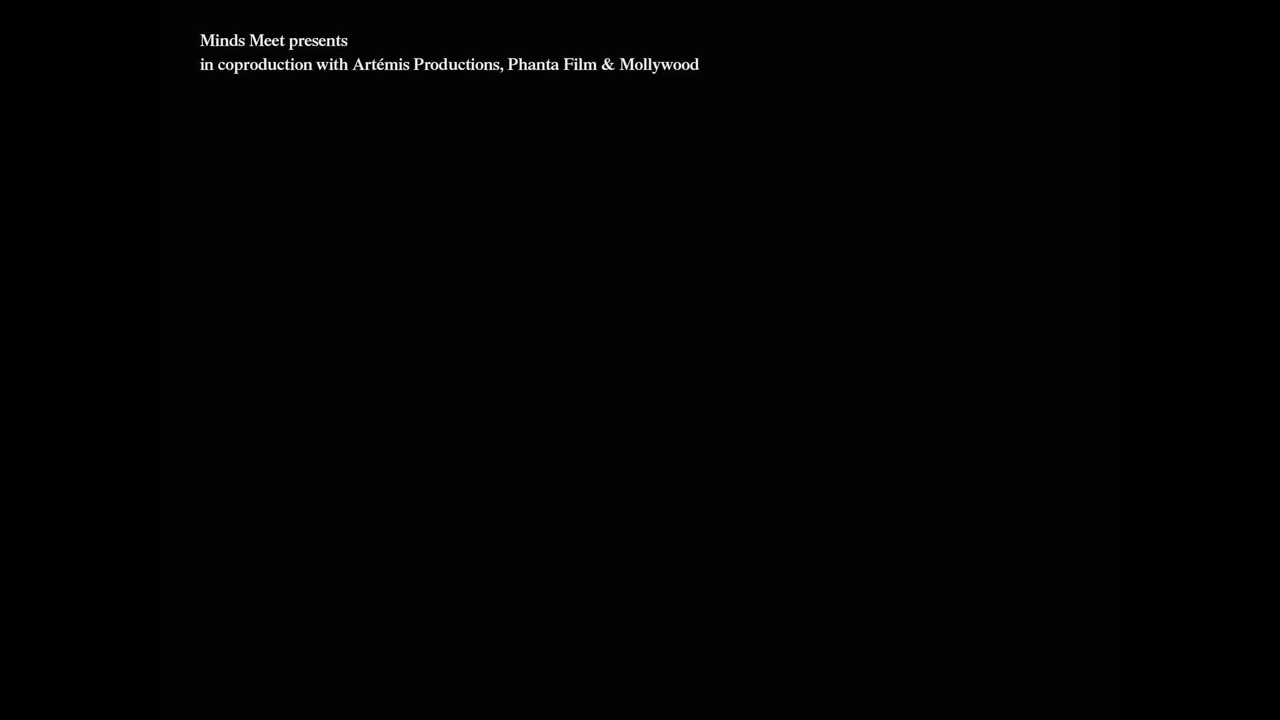 Minds Meet presents
in coproduction with Artémis Productions, Phanta Film & Mollywood